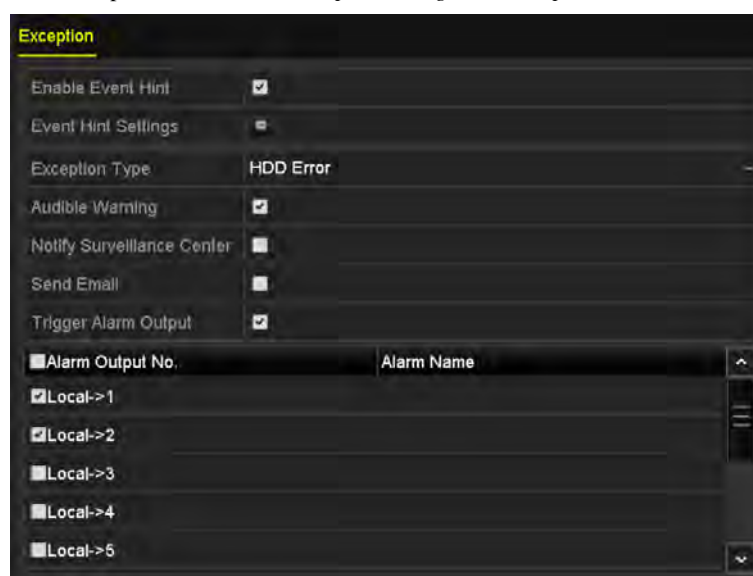 Exception
Enable Event Hint
Event Hint Settings
Exception Type HDD Error
Audible Warning
Notify Surveillance Center
Send Email
Trigger Alarm Output
Alarm Output No. Alarm Name
Local->1
Local->2
Local->3
Local->4
Local->5